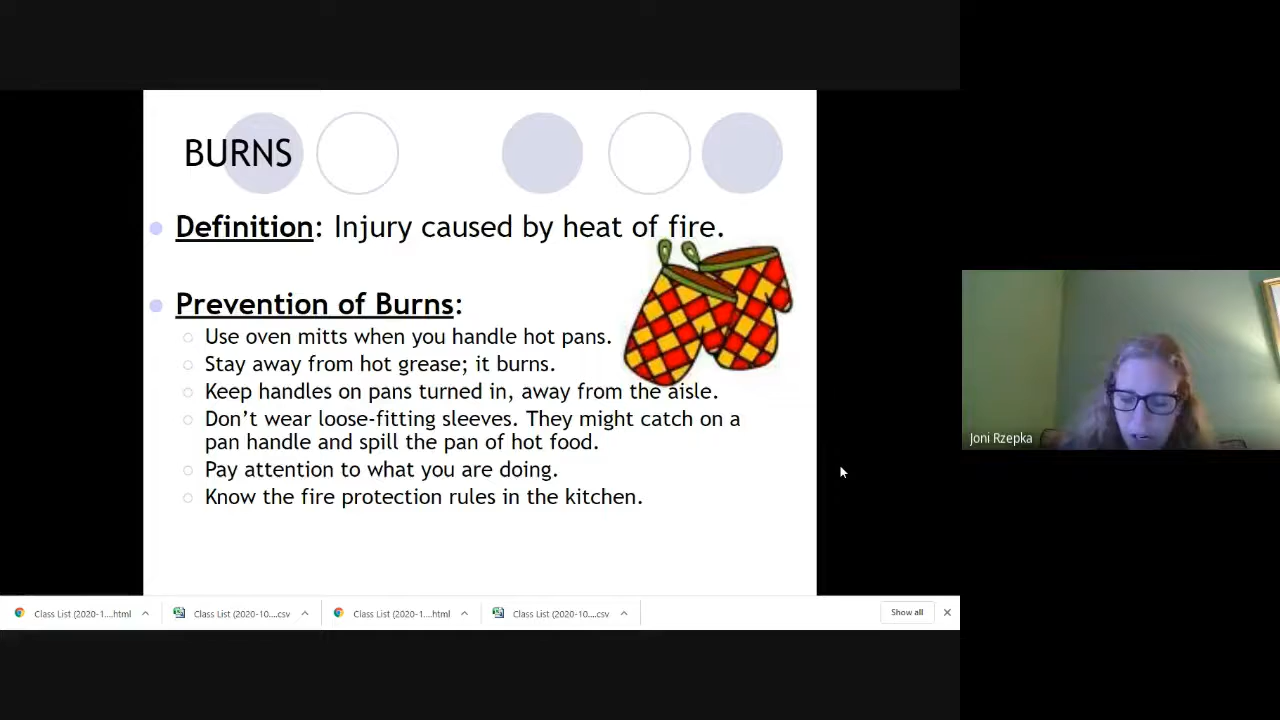 BURNS
Definition: Injury caused by heat of fire.
Prevention of Burns:
Use oven mitts when you handle hot pans.
Stay away from hot grease; it burns.
Keep handles on pans turned in, away from the aisle.
Don’t wear loose-fitting sleeves. They might catch on a
pan handle and spill the pan of hot food.
Pay attention to what you are doing.
Know the fire protection rules in the kitchen.
Joni Rzepka
Class List (2020-1....html
Class List (2020-10....csv
Class List (2020-1....html
Class List (2020-10....csv
Show all